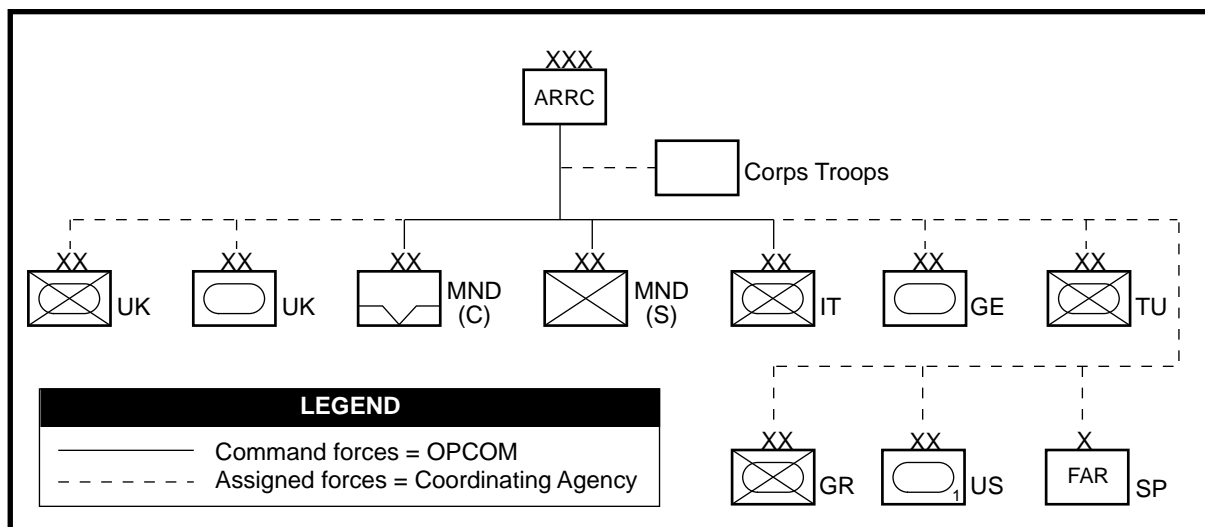 XXX
ARRC
Corps Troops
XX XX XX XX XX XX XX
UK UK MND MND IT GE TU
(C) (S)
XX XX X
GR 1 US FAR SP
LEGEND
Command forces = OPCOM
Assigned forces = Coordinating Agency